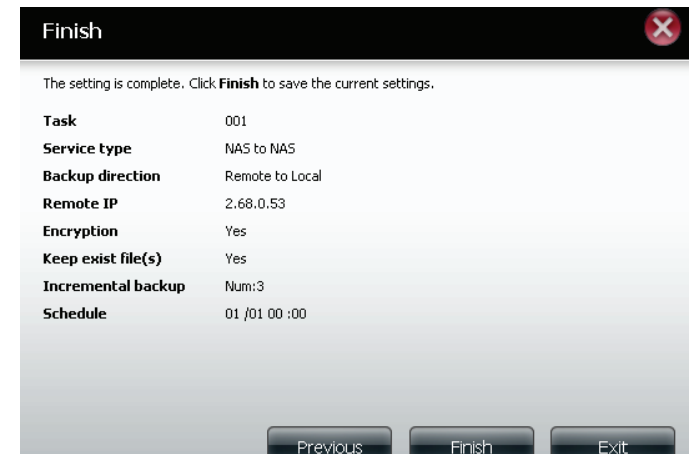 Finish
The setting is complete. Click Finish to save the current settings.
Task 001
Service type NAS to NAS
Backup direction Remote to Local
Remote IP 2.68.0.53
Encryption Yes
Keep exist file(s) Yes
Incremental backup Num:3
Schedule 01 /01 00 :00
Previous Finish Exit